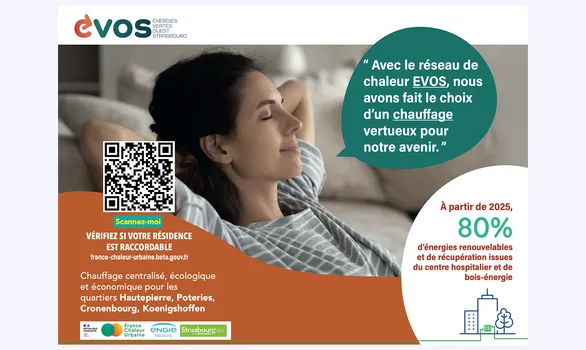 évos
ÉNERGIES
VERTES
OUEST
STRASBOURG
“ Avec le réseau de
chaleur EVOS, nous
avons fait le choix
d’un chauffage
vertueux pour
notre avenir. ”
Scannez-moi
VÉRIFIEZ SI VOTRE RÉSIDENCE
EST RACCORDABLE
france-chaleur-urbaine.beta.gouv.fr
À partir de 2025,
80%
d’énergies renouvelables
et de récupération issues
du centre hospitalier et de
bois-énergie
Chauffage centralisé, écologique
et économique pour les
quartiers Hautepierre, Poteries,
Cronenbourg, Koenigshoffen
France
Chaleur
Urbaine
ENGIE
Solutions
Strasbourg.eu